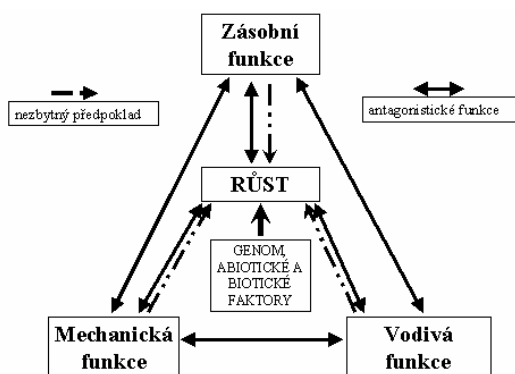 Zásobní
funkce
nezbytný předpoklad
antagonistické funkce
RŮST
GENOM,
ABIOTICKÉ A
BIOTICKÉ
FAKTORY
Mechanická
funkce
Vodivá
funkce